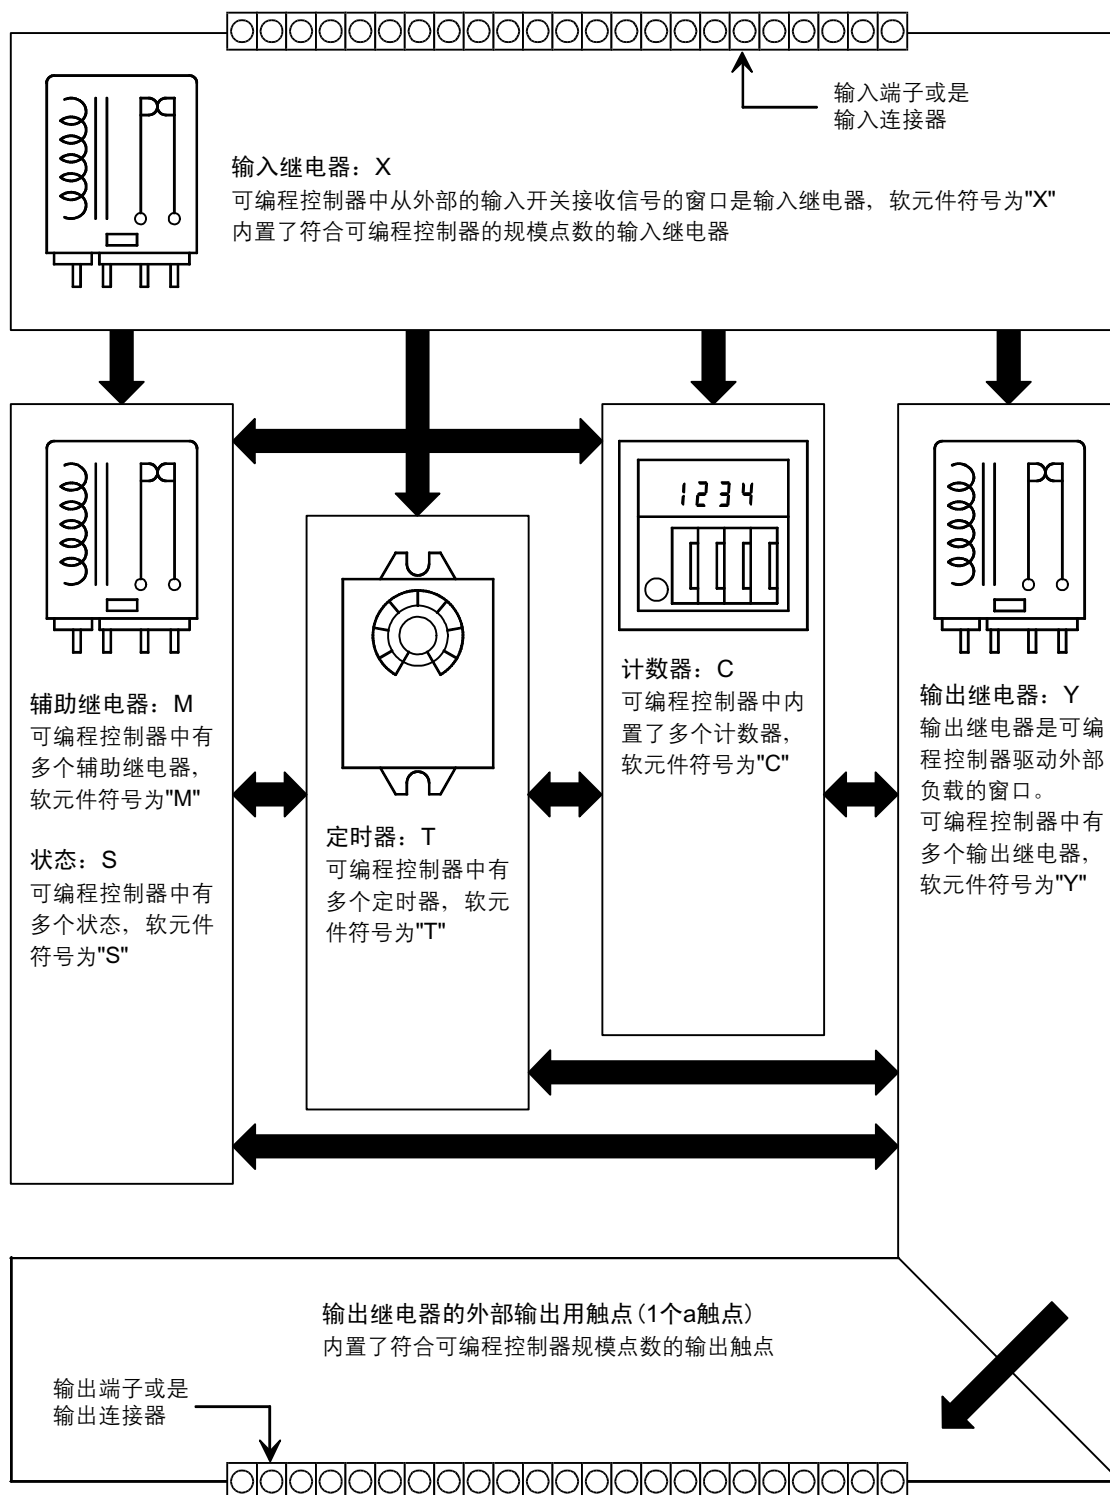 输入端子或是
输入连接器
输入继电器：X
可编程控制器中从外部的输入开关接收信号的窗口是输入继电器，软元件符号为"X"
内置了符合可编程控制器的规模点数的输入继电器
1234
辅助继电器：M
可编程控制器中有
多个辅助继电器，
软元件符号为"M"
状态：S
可编程控制器中有
多个状态，软元件
符号为"S"
定时器：T
可编程控制器中有
多个定时器，软元
件符号为"T"
计数器：C
可编程控制器中内
置了多个计数器，
软元件符号为"C"
输出继电器：Y
输出继电器是可编
程控制器驱动外部
负载的窗口。
可编程控制器中有
多个输出继电器，
软元件符号为"Y"
输出继电器的外部输出用触点(1个a触点)
内置了符合可编程控制器规模点数的输出触点
输出端子或是
输出连接器